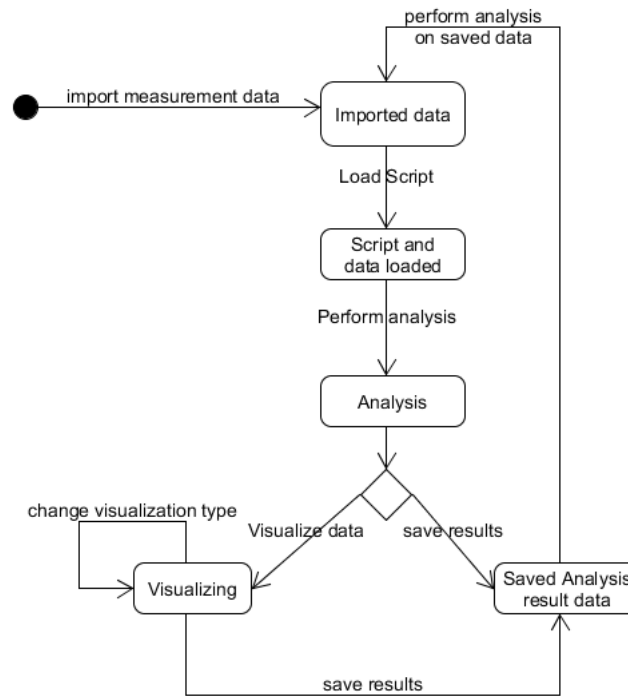 perform analysis
on saved data
import measurement data
Imported data
Load Script
Script and
data loaded
Perform analysis
Analysis
change visualization type
Visualize data
save results
Visualizing
Saved Analysis
result data
save results